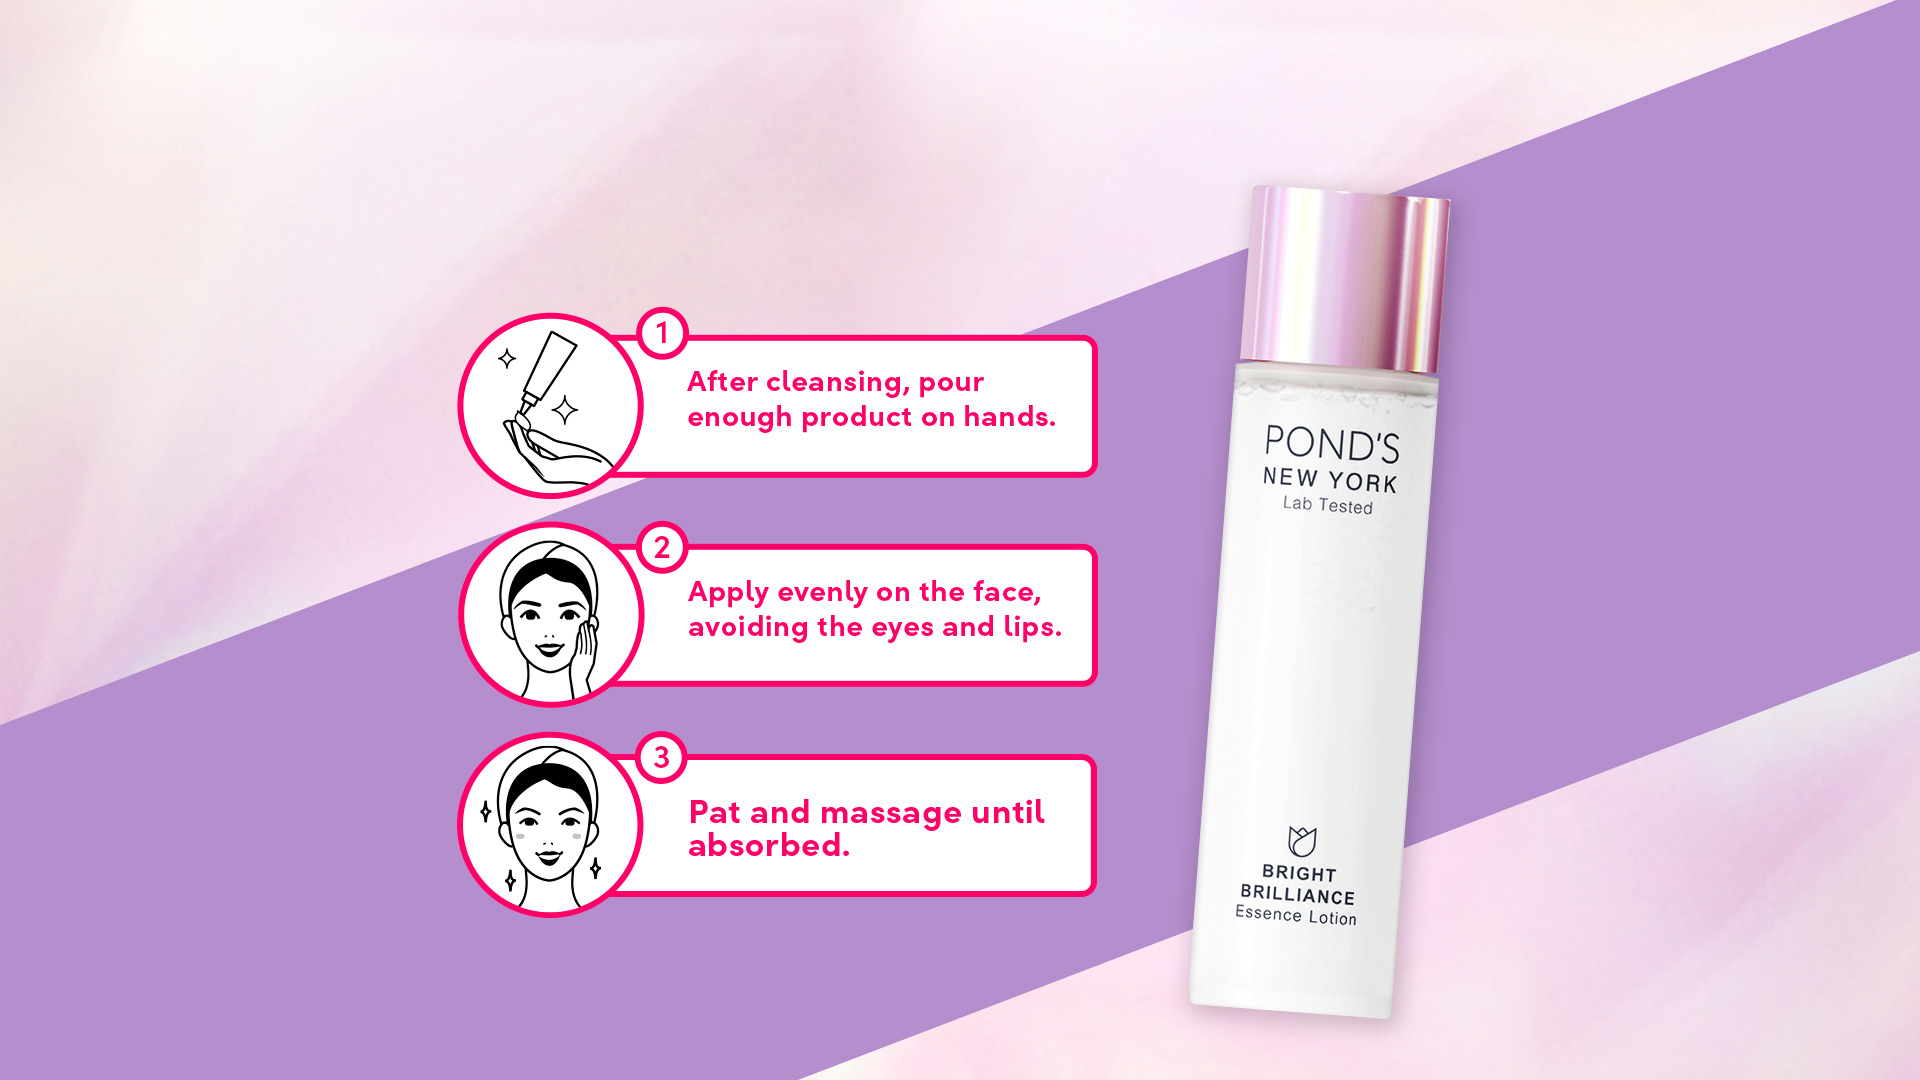 1
After cleansing, pour
enough product on hands.
2
Apply evenly on the face,
avoiding the eyes and lips.
3
Pat and massage until
absorbed.
POND'S
NEW YORK
Lab Tested
BRIGHT
BRILLIANCE
Essence Lotion